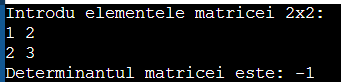 Introdu elementele matricei 2x2:
1 2
2 3
Determinantul matricei este: -1